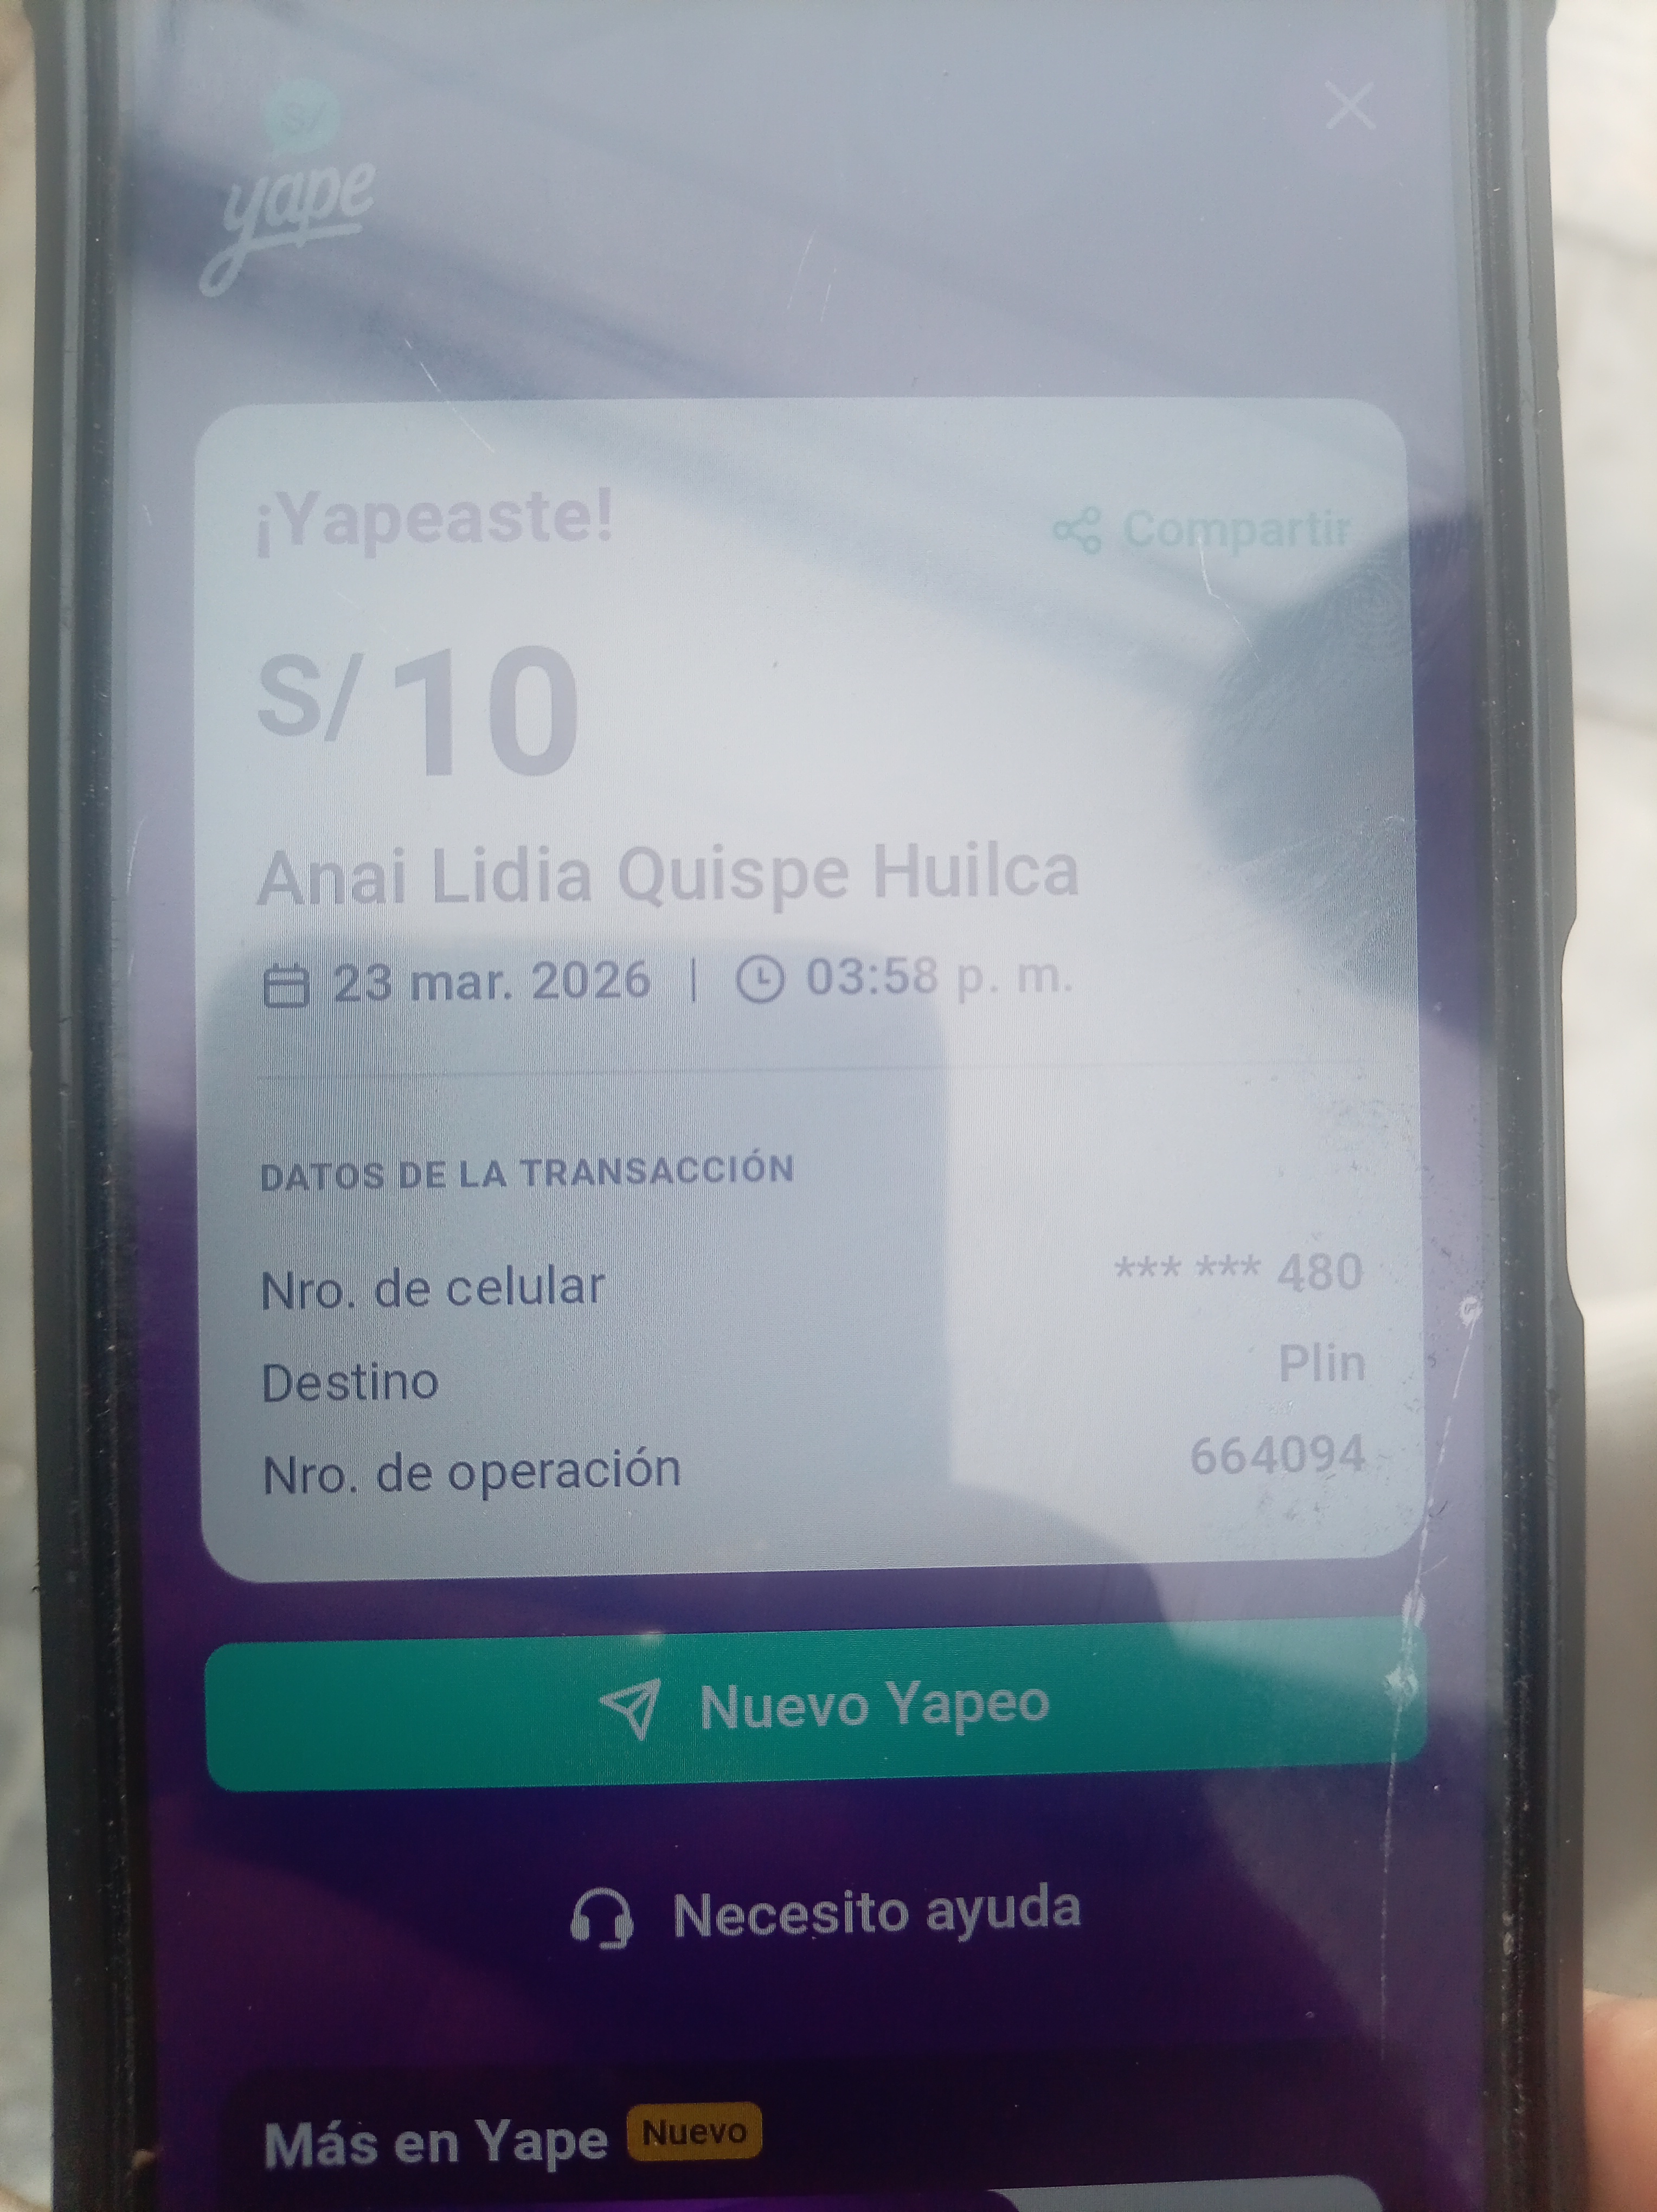 S/
yape
¡Yapeaste!
Compartir
S/ 10
Anai Lidia Quispe Huilca
23 mar. 2026 | 03:58 p. m.
DATOS DE LA TRANSACCIÓN
Nro. de celular *** *** 480
Destino Plin
Nro. de operación 664094
Nuevo Yapeo
Necesito ayuda
Más en Yape Nuevo